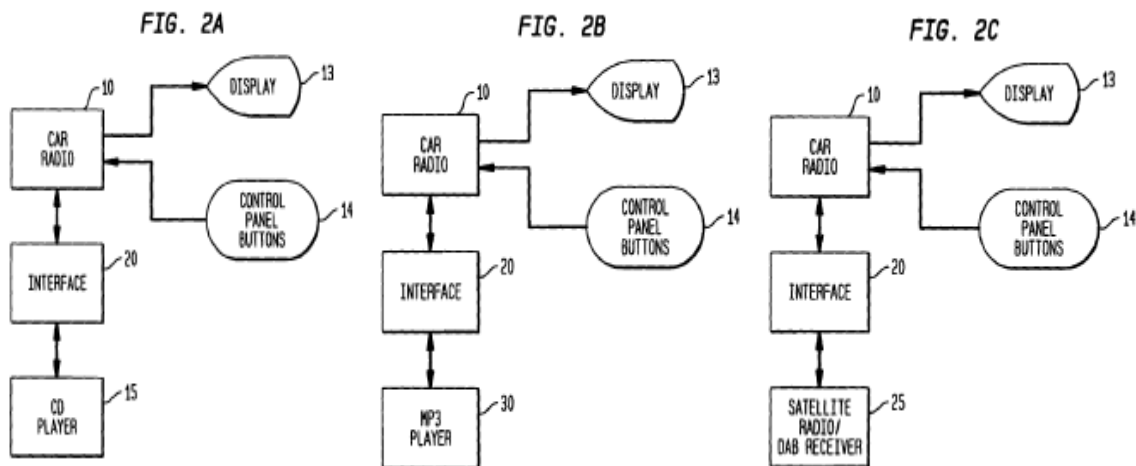 FIG. 2A
10
CAR
RADIO
DISPLAY
13
CONTROL
PANEL
BUTTONS
14
20
INTERFACE
15
CD
PLAYER
FIG. 2B
10
CAR
RADIO
DISPLAY
13
CONTROL
PANEL
BUTTONS
14
20
INTERFACE
30
MP3
PLAYER
FIG. 2C
10
CAR
RADIO
DISPLAY
13
CONTROL
PANEL
BUTTONS
14
20
INTERFACE
25
SATELLITE
RADIO/
DAB RECEIVER